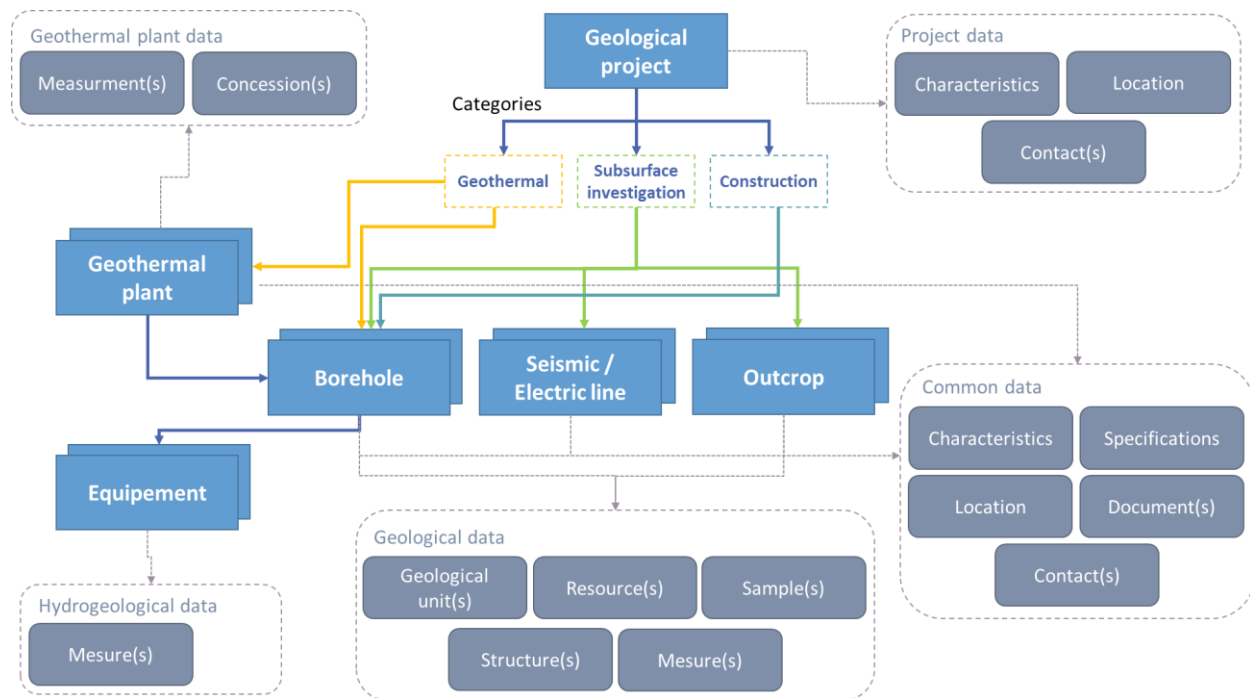 Geothermal plant data
Measurment(s)
Concession(s)
Geological
project
Project data
Characteristics
Location
Contact(s)
Categories
Geothermal
Subsurface
investigation
Construction
Geothermal
plant
Borehole
Seismic /
Electric line
Outcrop
Common data
Characteristics
Specifications
Location
Document(s)
Contact(s)
Equipement
Geological data
Geological
unit(s)
Resource(s)
Sample(s)
Structure(s)
Mesure(s)
Hydrogeological data
Mesure(s)